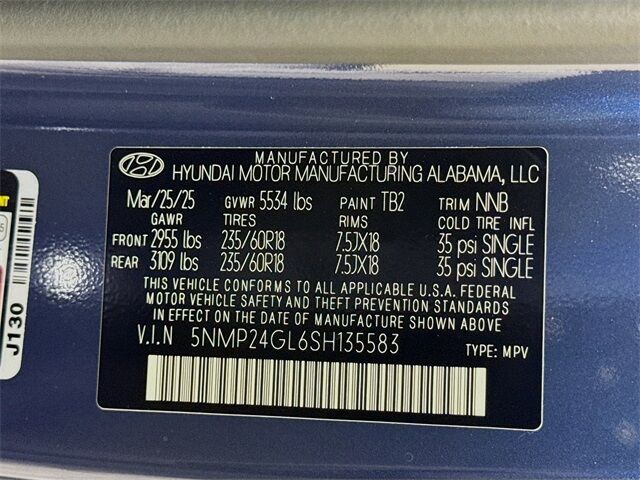 MANUFACTURED BY
HYUNDAI MOTOR MANUFACTURING ALABAMA, LLC
Mar/25/25 GVWR 5534 lbs PAINT TB2 TRIM NNB
GAWR TIRES RIMS COLD TIRE INFL
FRONT 2955 lbs 235/60R18 7.5JX18 35 psi SINGLE
REAR 3109 lbs 235/60R18 7.5JX18 35 psi SINGLE
THIS VEHICLE CONFORMS TO ALL APPLICABLE U.S.A. FEDERAL
MOTOR VEHICLE SAFETY AND THEFT PREVENTION STANDARDS
IN EFFECT ON THE DATE OF MANUFACTURE SHOWN ABOVE.
V.I.N 5NMP24GL6SH135583 TYPE: MPV
J130